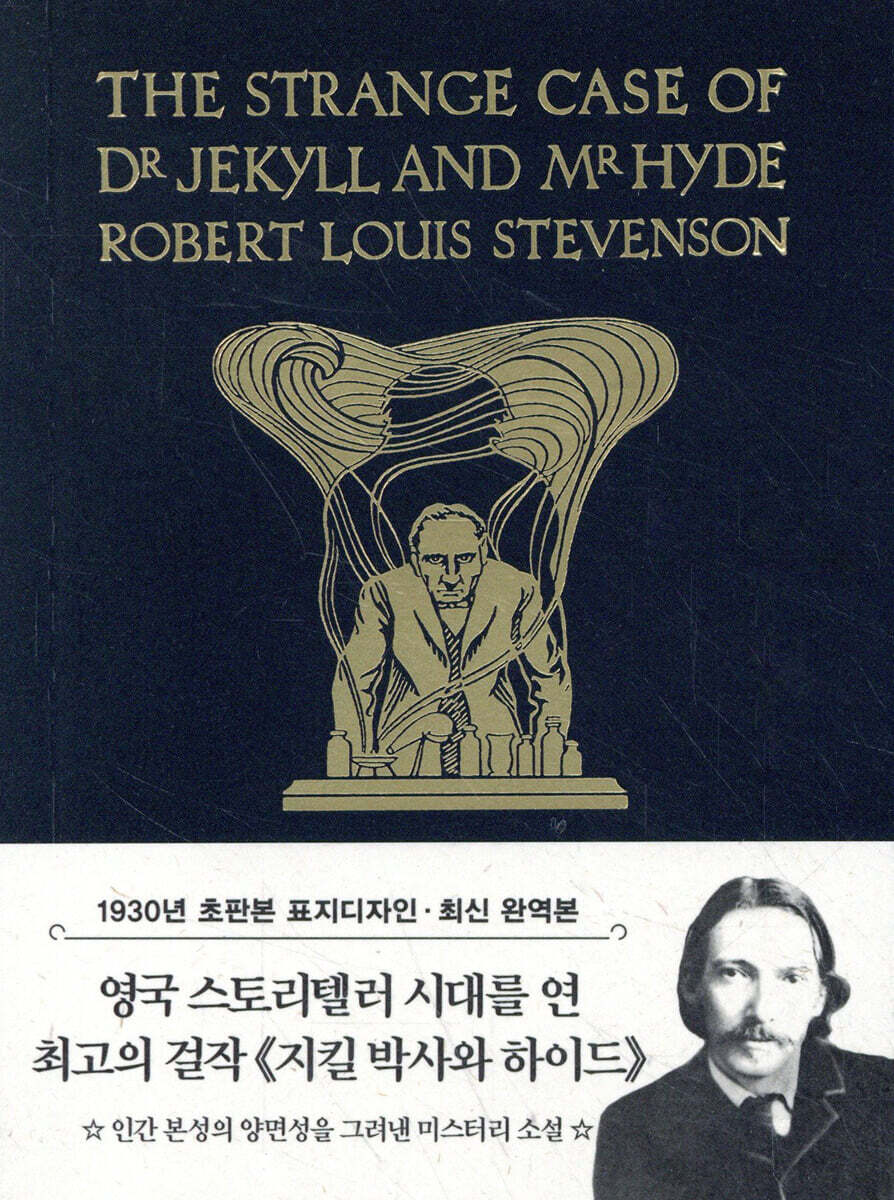 THE STRANGE CASE OF
DR JEKYLL AND MR HYDE
ROBERT LOUIS STEVENSON
1930년 초판본 표지디자인 · 최신 완역본
영국 스토리텔러 시대를 연
최고의 걸작 《지킬 박사와 하이드》
☆ 인간 본성의 양면성을 그려낸 미스터리 소설 ☆